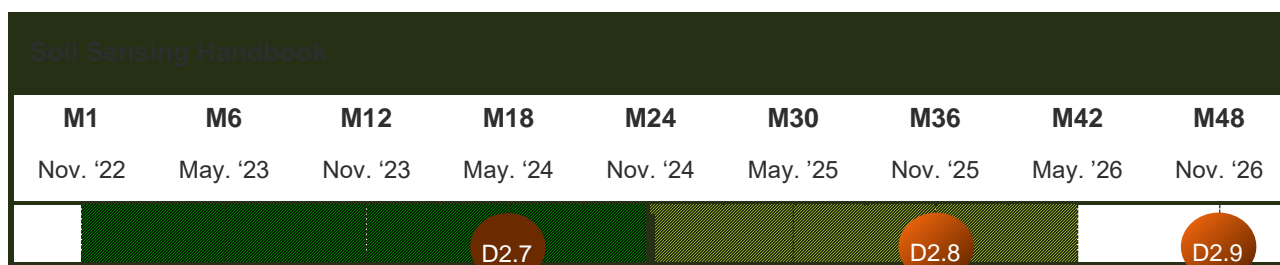 Soil Sensing Handbook
M1 M6 M12 M18 M24 M30 M36 M42 M48
Nov. ‘22 May. ‘23 Nov. ‘23 May. ‘24 Nov. ‘24 May. ‘25 Nov. ‘25 May. ’26 Nov. ‘26
D2.7 D2.8 D2.9